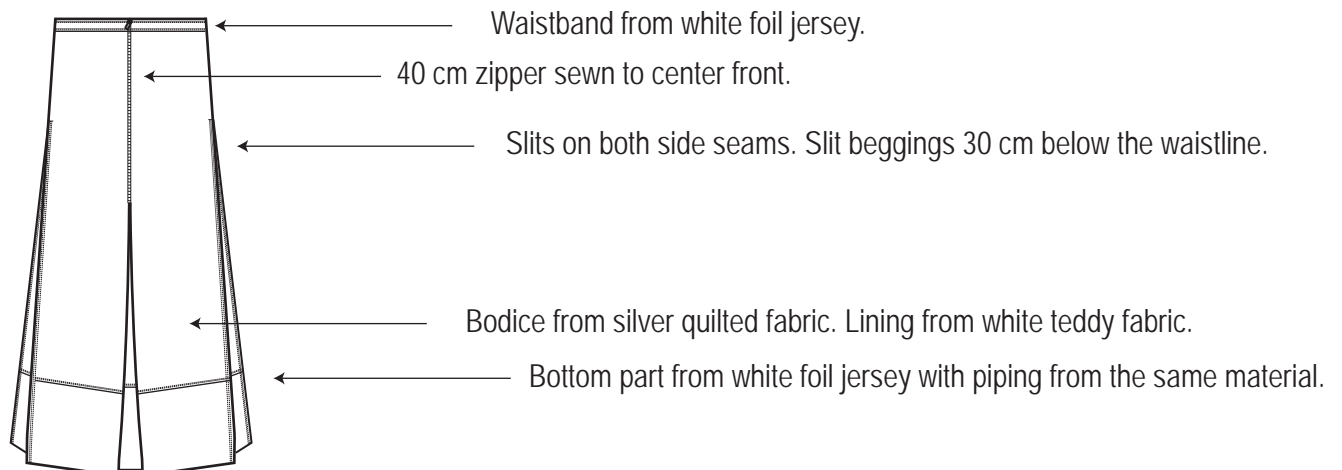 Waistband from white foil jersey.
40 cm zipper sewn to center front.
Slits on both side seams. Slit beggings 30 cm below the waistline.
Bodice from silver quilted fabric. Lining from white teddy fabric.
Bottom part from white foil jersey with piping from the same material.